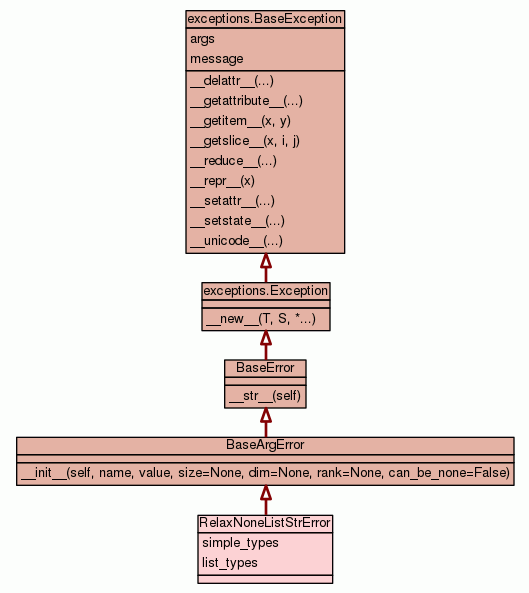 exceptions.BaseException
args
message
__delattr__(...)
__getattribute__(...)
__getitem__(x, y)
__getslice__(x, i, j)
__reduce__(...)
__repr__(x)
__setattr__(...)
__setstate__(...)
__unicode__(...)
exceptions.Exception
__new__(T, S, *...)
BaseError
__str__(self)
BaseArgError
__init__(self, name, value, size=None, dim=None, rank=None, can_be_none=False)
RelaxNoneListStrError
simple_types
list_types